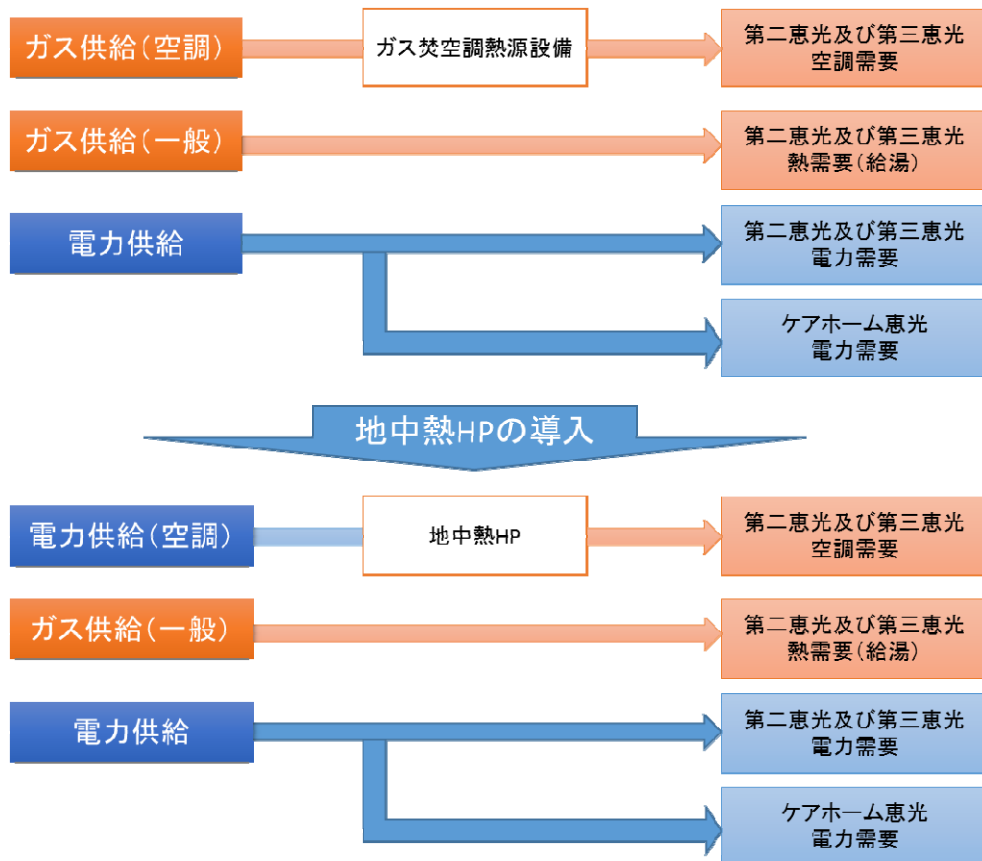 ガス供給(空調)
ガス焚空調熱源設備
第二恵光及び第三恵光
空調需要
ガス供給(一般)
第二恵光及び第三恵光
熱需要(給湯)
電力供給
第二恵光及び第三恵光
電力需要
ケアホーム恵光
電力需要
地中熱HPの導入
電力供給(空調)
地中熱HP
第二恵光及び第三恵光
空調需要
ガス供給(一般)
第二恵光及び第三恵光
熱需要(給湯)
電力供給
第二恵光及び第三恵光
電力需要
ケアホーム恵光
電力需要